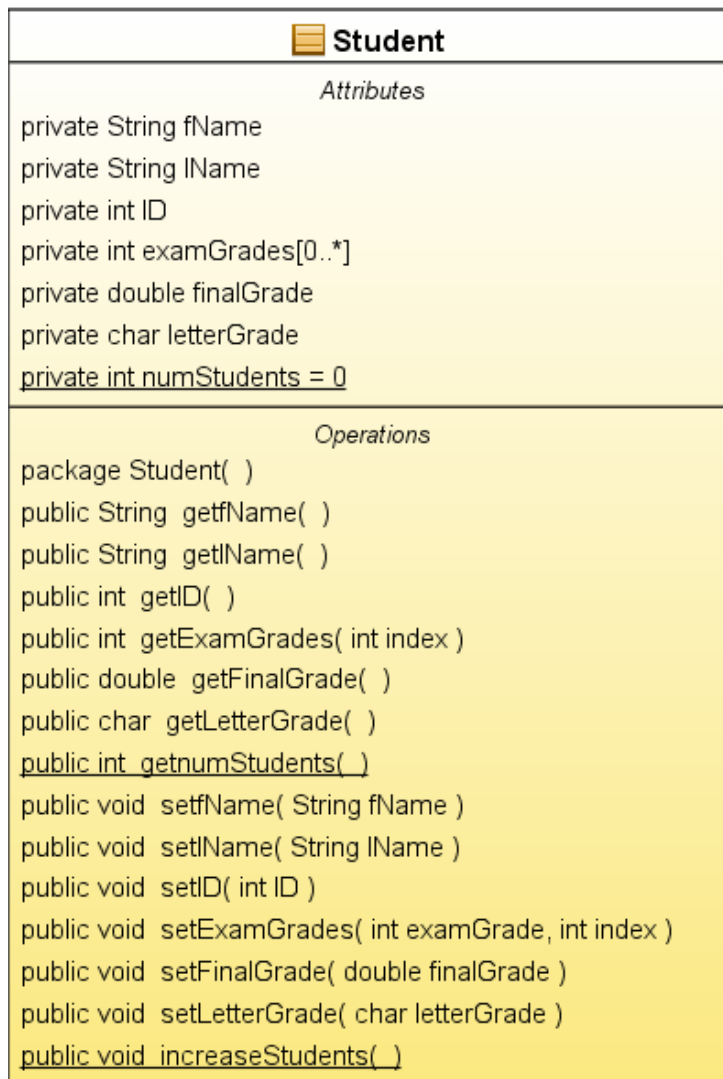 Student
Attributes
private String fName
private String lName
private int ID
private int examGrades[0..*]
private double finalGrade
private char letterGrade
private int numStudents = 0
Operations
package Student(  )
public String  getfName(  )
public String  getlName(  )
public int  getID(  )
public int  getExamGrades( int index )
public double  getFinalGrade(  )
public char  getLetterGrade(  )
public int  getnumStudents(  )
public void  setfName( String fName )
public void  setlName( String lName )
public void  setID( int ID )
public void  setExamGrades( int examGrade, int index )
public void  setFinalGrade( double finalGrade )
public void  setLetterGrade( char letterGrade )
public void  increaseStudents(  )